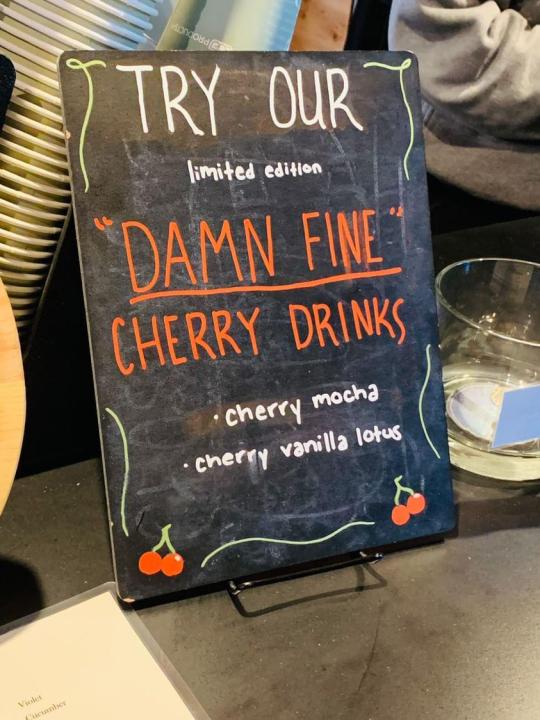 TRY OUR
limited edition
"DAMN FINE"
CHERRY DRINKS
· cherry mocha
· cherry vanilla lotus
Violet
Cucumber